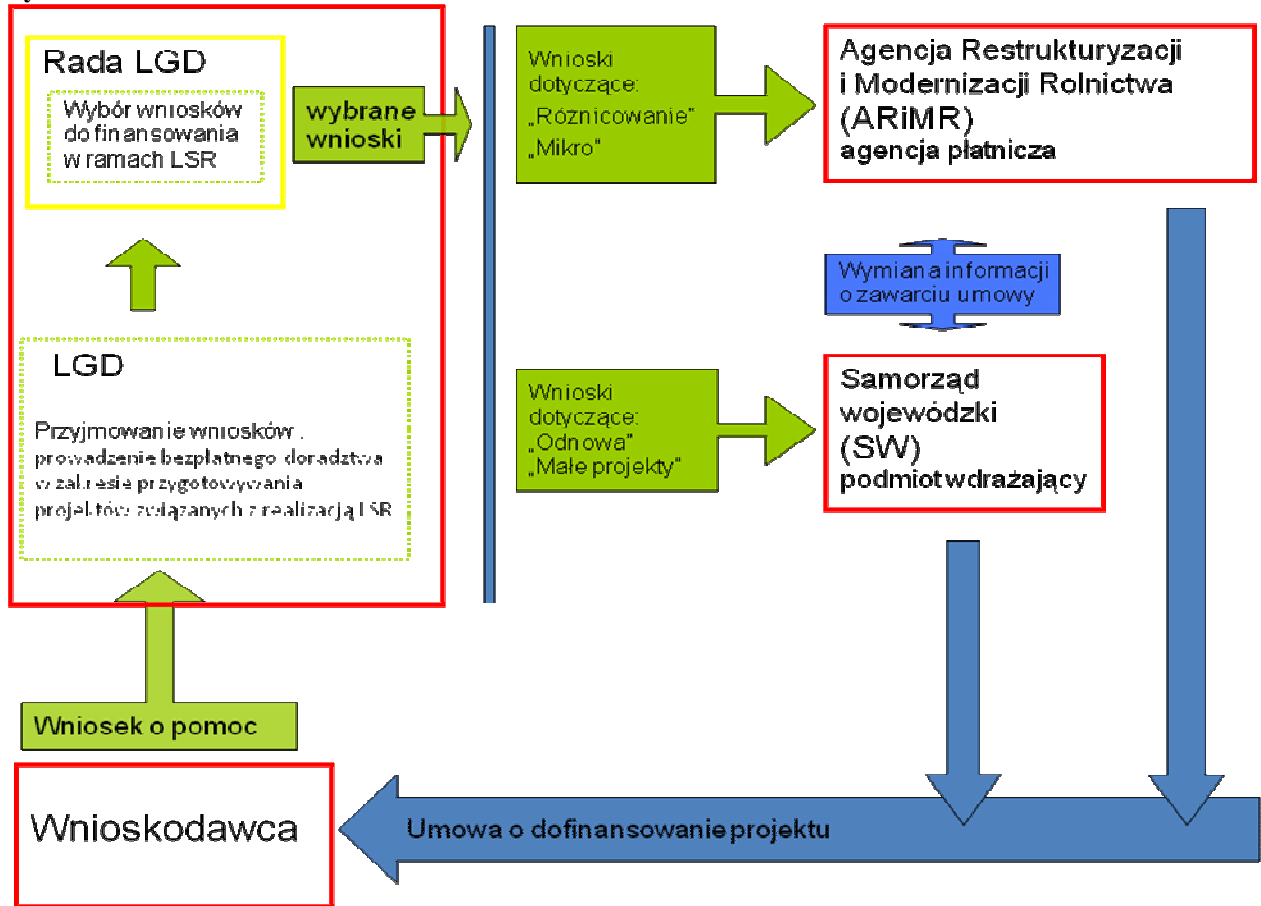 Rada LGD
Wybór wniosków
do finansowania
w ramach LSR
wybrane
wnioski
Wnioski
dotyczące:
„Różnicowanie”
„Mikro”
Agencja Restrukturyzacji
i Modernizacji Rolnictwa
(ARiMR)
agencja płatnicza
Wymiana informacji
o zawarciu umowy
LGD
Przyjmowanie wniosków .
prowadzenie bezpłatnego doradztwa
w zakresie przygotowywania
projektów związanych z realizacją LSR
Wnioski
dotyczące:
„Odnowa”
„Małe projekty”
Samorząd
wojewódzki
(SW)
podmiot wdrażający
Wniosek o pomoc
Wnioskodawca
Umowa o dofinansowanie projektu